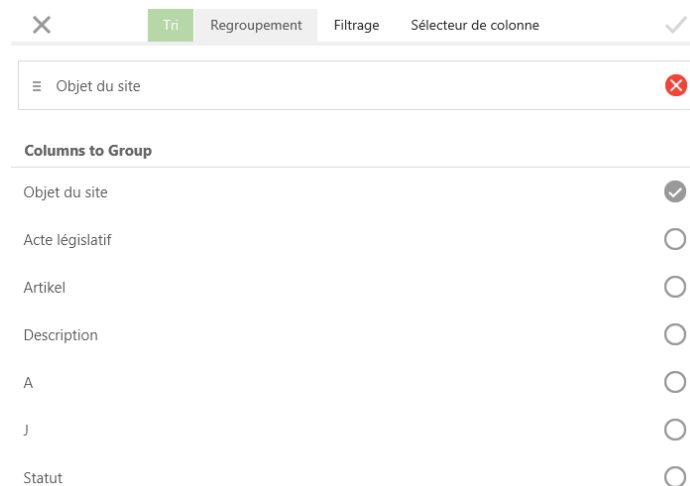 Tri Regroupement Filtrage Sélecteur de colonne
Objet du site
Columns to Group
Objet du site
Acte législatif
Artikel
Description
A
J
Statut